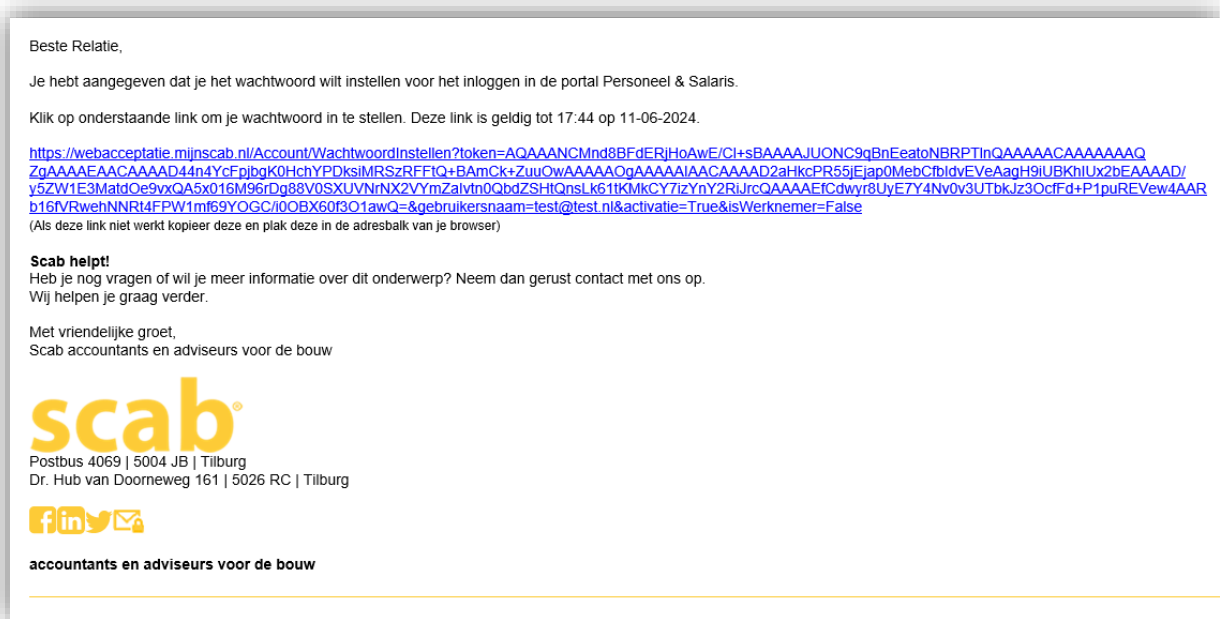 Beste Relatie,
Je hebt aangegeven dat je het wachtwoord wilt instellen voor het inloggen in de portal Personeel & Salaris.
Klik op onderstaande link om je wachtwoord in te stellen. Deze link is geldig tot 17:44 op 11-06-2024.
https://webacceptatie.mijnscab.nl/Account/WachtwoordInstellen?token=AQAAANCMnd8BFdERjHoAwE/Cl+sBAAAAJUONC9qBnEeatoNBRPTInQAAAAACAAAAAAAQ
ZgAAAAEAACAAAAD44n4YcFpjbgK0HchYPDksiMRSzRFFtQ+BAmCk+ZuuOwAAAAAOgAAAAAIAACAAAAD2aHkcPR55jEjap0MebCfbIdvEVeAagH9iUBKhIUx2bEAAAAD/
y5ZW1E3MatdOe9vxQA5x016M96rDg88V0SXUVNrNX2VYmZaIvtn0QbdZSHtQnsLk61tKMkCY7izYnY2RiJrcQAAAAEfCdwyr8UyE7Y4Nv0v3UTbkJz3OcfFd+P1puREVew4AAR
b16fVRwehNNRt4FPW1mf69YOGC/i0OBX60f3O1awQ=&gebruikersnaam=test@test.nl&activatie=True&isWerknemer=False
(Als deze link niet werkt kopieer deze en plak deze in de adresbalk van je browser)
Scab helpt!
Heb je nog vragen of wil je meer informatie over dit onderwerp? Neem dan gerust contact met ons op.
Wij helpen je graag verder.
Met vriendelijke groet,
Scab accountants en adviseurs voor de bouw
scab
Postbus 4069 | 5004 JB | Tilburg
Dr. Hub van Doorneweg 161 | 5026 RC | Tilburg
accountants en adviseurs voor de bouw